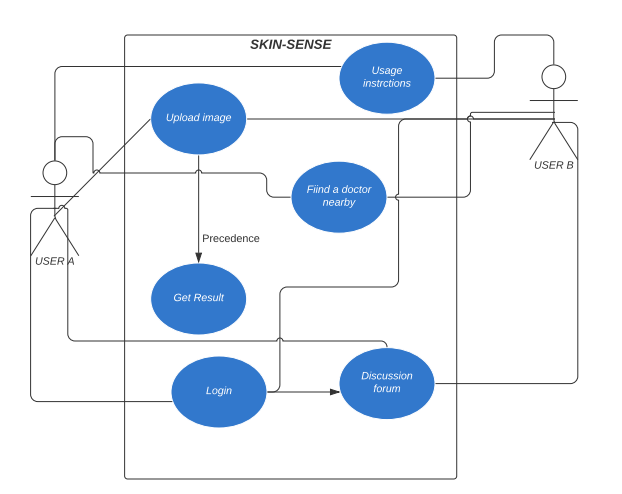 SKIN-SENSE
Usage
instrctions
Upload image
USER B
Fiind a doctor
nearby
Precedence
USER A
Get Result
Discussion
forum
Login